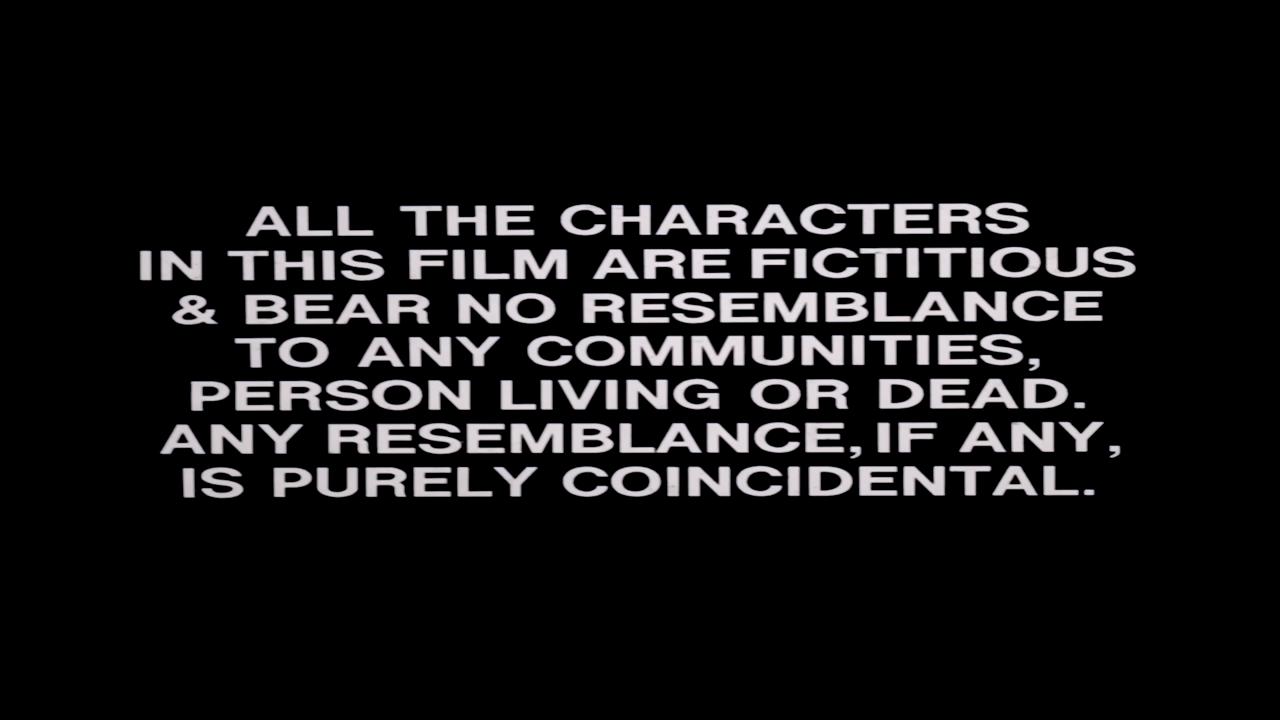 ALL THE CHARACTERS
IN THIS FILM ARE FICTITIOUS
& BEAR NO RESEMBLANCE
TO ANY COMMUNITIES,
PERSON LIVING OR DEAD.
ANY RESEMBLANCE, IF ANY,
IS PURELY COINCIDENTAL.